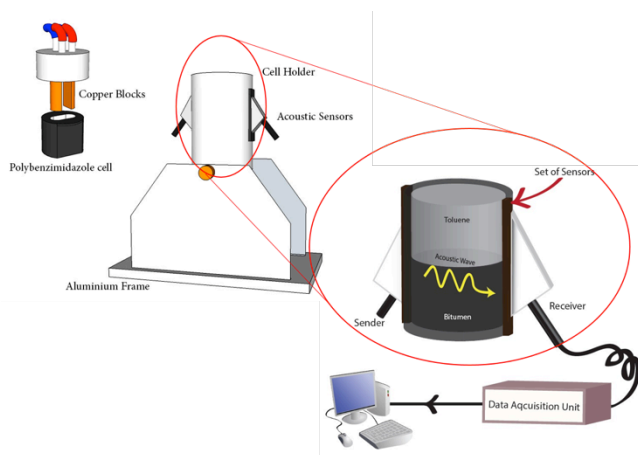 Cell Holder
Copper Blocks
Acoustic Sensors
Polybenzimidazole cell
Set of Sensors
Toluene
Acoustic Wave
Aluminium Frame
Sender
Bitumen
Receiver
Data Aqcuisition Unit